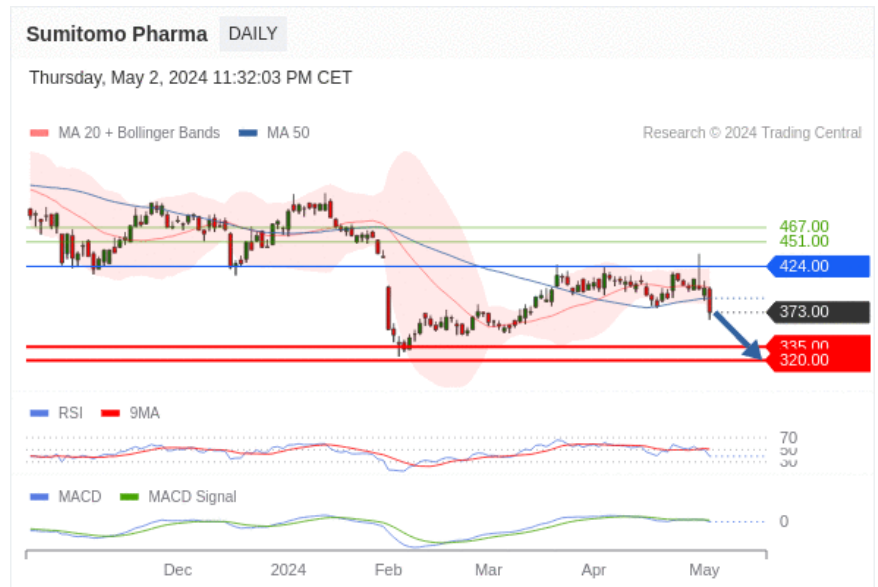 Sumitomo Pharma DAILY
Thursday, May 2, 2024 11:32:03 PM CET
MA 20 + Bollinger Bands MA 50 Research © 2024 Trading Central
467.00
451.00
424.00
373.00
335.00
320.00
RSI 9MA
70
50
30
MACD MACD Signal
0
Dec 2024 Feb Mar Apr May